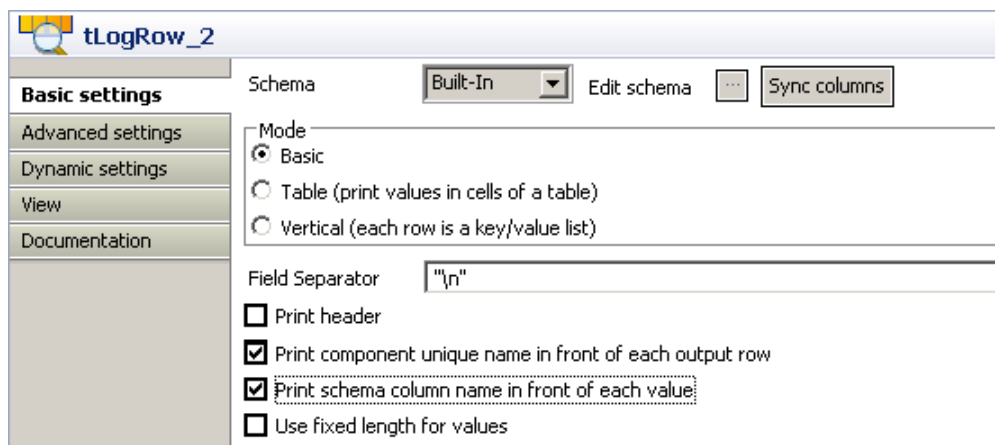 tLogRow_2
Basic settings
Advanced settings
Dynamic settings
View
Documentation
Schema Built-In Edit schema ... Sync columns
Mode
Basic
Table (print values in cells of a table)
Vertical (each row is a key/value list)
Field Separator "\n"
Print header
Print component unique name in front of each output row
Print schema column name in front of each value
Use fixed length for values